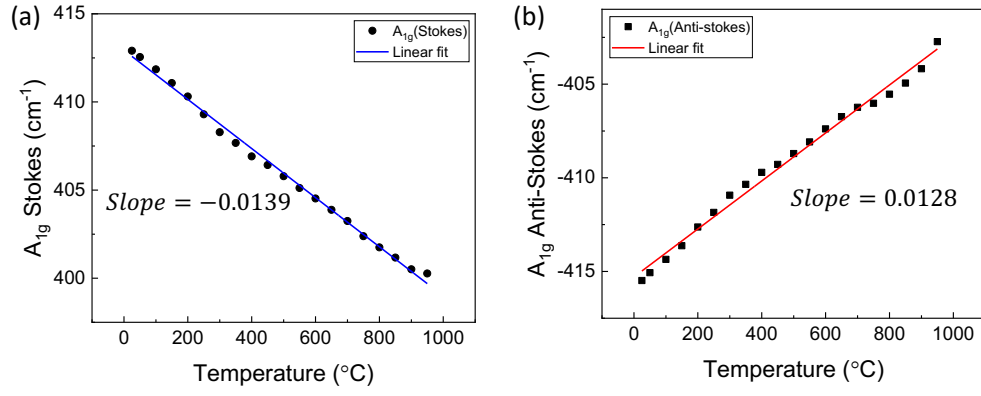 (a)
415
410
405
400
A1g Stokes (cm-1)
A1g(Stokes)
Linear fit
Slope = −0.0139
0 200 400 600 800 1000
Temperature (°C)
(b)
-405
-410
-415
A1g Anti-Stokes (cm-1)
A1g(Anti-stokes)
Linear fit
Slope = 0.0128
0 200 400 600 800 1000
Temperature (°C)